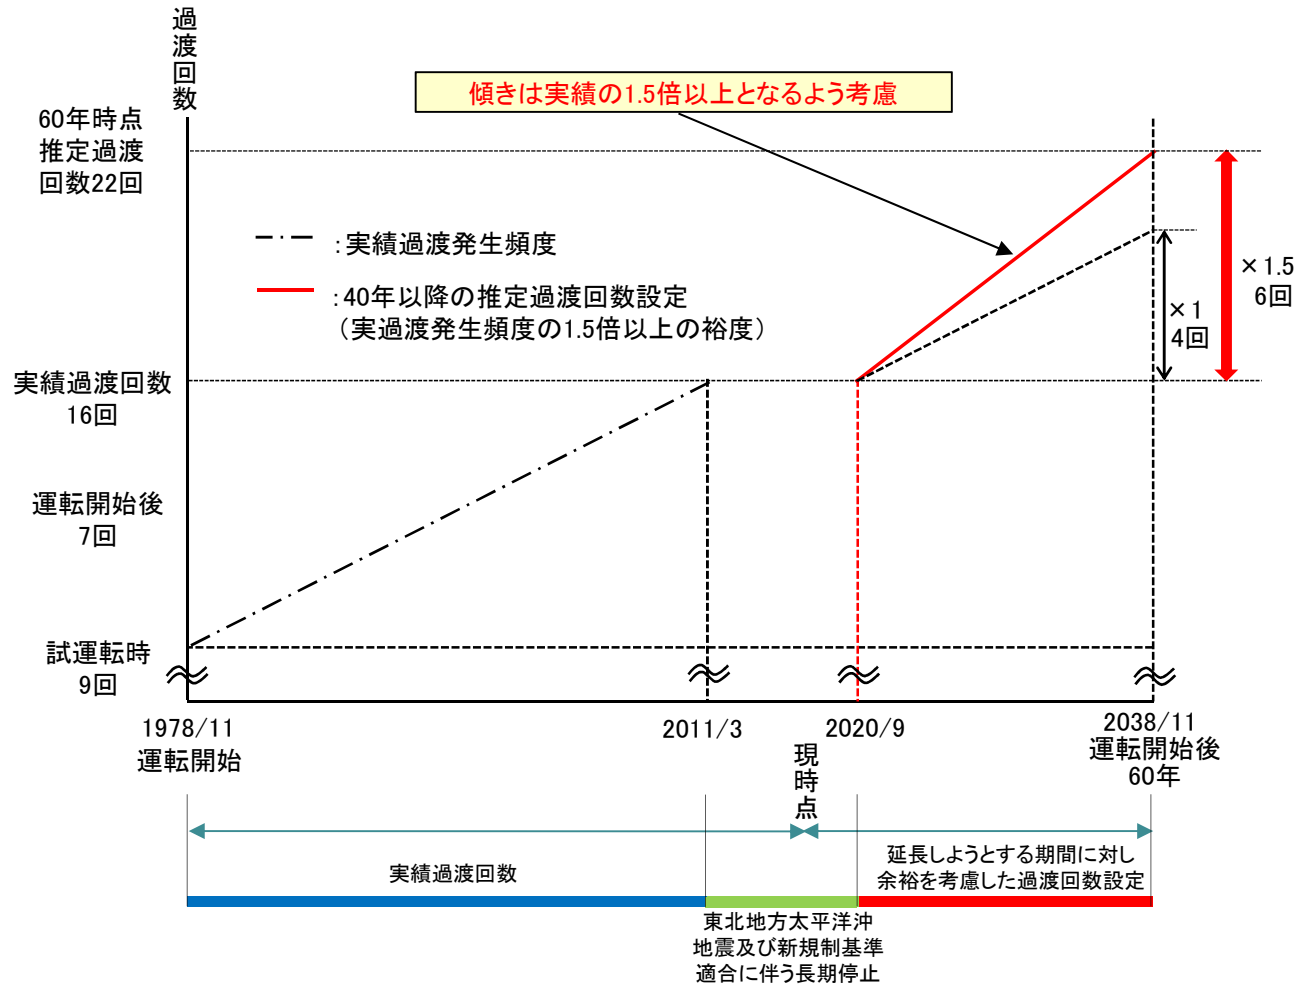 過渡回数
傾きは実績の1.5倍以上となるよう考慮
60年時点
推定過渡
回数22回
：実績過渡発生頻度
：40年以降の推定過渡回数設定
（実過渡発生頻度の1.5倍以上の裕度）
×1.5
6回
×1
4回
実績過渡回数
16回
運転開始後
7回
試運転時
9回
1978/11
運転開始
2011/3
2020/9
2038/11
運転開始後
60年
現時点
実績過渡回数
延長しようとする期間に対し
余裕を考慮した過渡回数設定
東北地方太平洋沖
地震及び新規制基準
適合に伴う長期停止